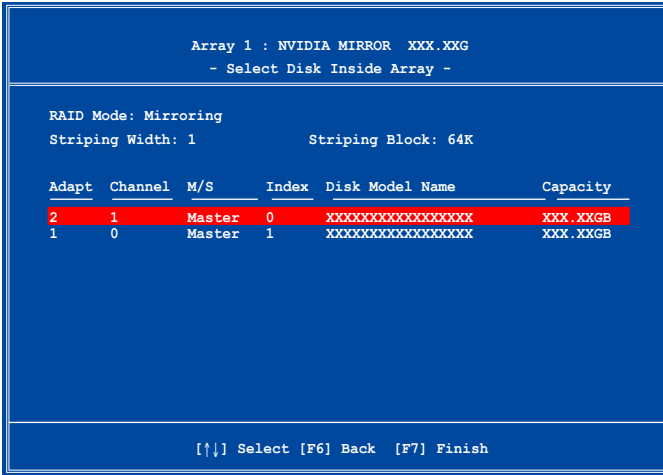 Array 1 : NVIDIA MIRROR XXX.XXG
- Select Disk Inside Array -
RAID Mode: Mirroring
Striping Width: 1 Striping Block: 64K
Adapt Channel M/S Index Disk Model Name Capacity
2 1 Master 0 XXXXXXXXXXXXXXXXX XXX.XXGB
1 0 Master 1 XXXXXXXXXXXXXXXXX XXX.XXGB
[↑↓] Select [F6] Back [F7] Finish